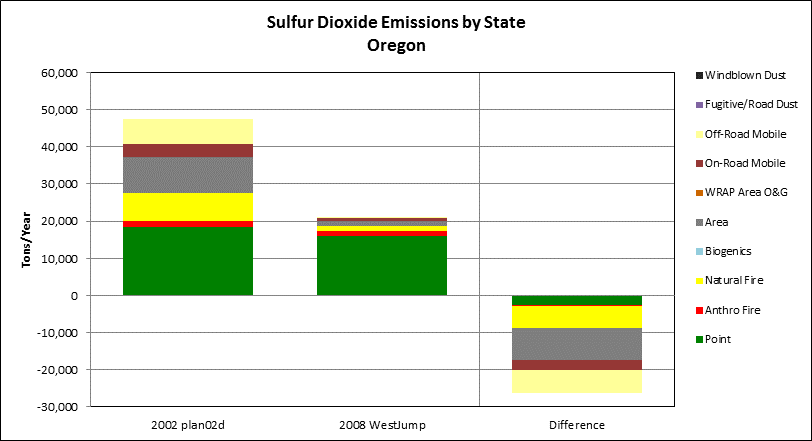 Sulfur Dioxide Emissions by State
Oregon
Tons/Year
60,000
50,000
40,000
30,000
20,000
10,000
0
-10,000
-20,000
-30,000
2002 plan02d
2008 WestJump
Difference
Windblown Dust
Fugitive/Road Dust
Off-Road Mobile
On-Road Mobile
WRAP Area O&G
Area
Biogenics
Natural Fire
Anthro Fire
Point